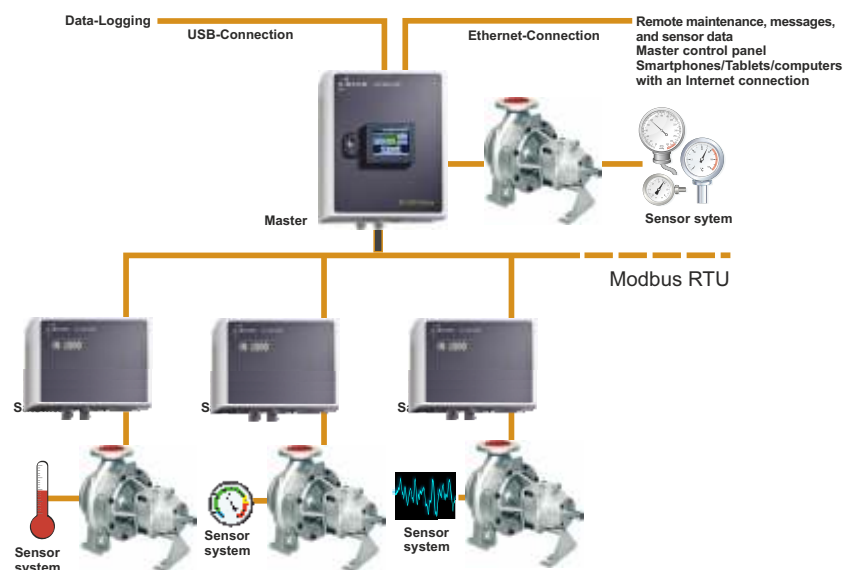 Data-Logging
USB-Connection
Ethernet-Connection
Remote maintenance, messages,
and sensor data
Master control panel
Smartphones/Tablets/computers
with an Internet connection
Master
Sensor sytem
Modbus RTU
Sensor
system
Sensor
system
Sensor
system